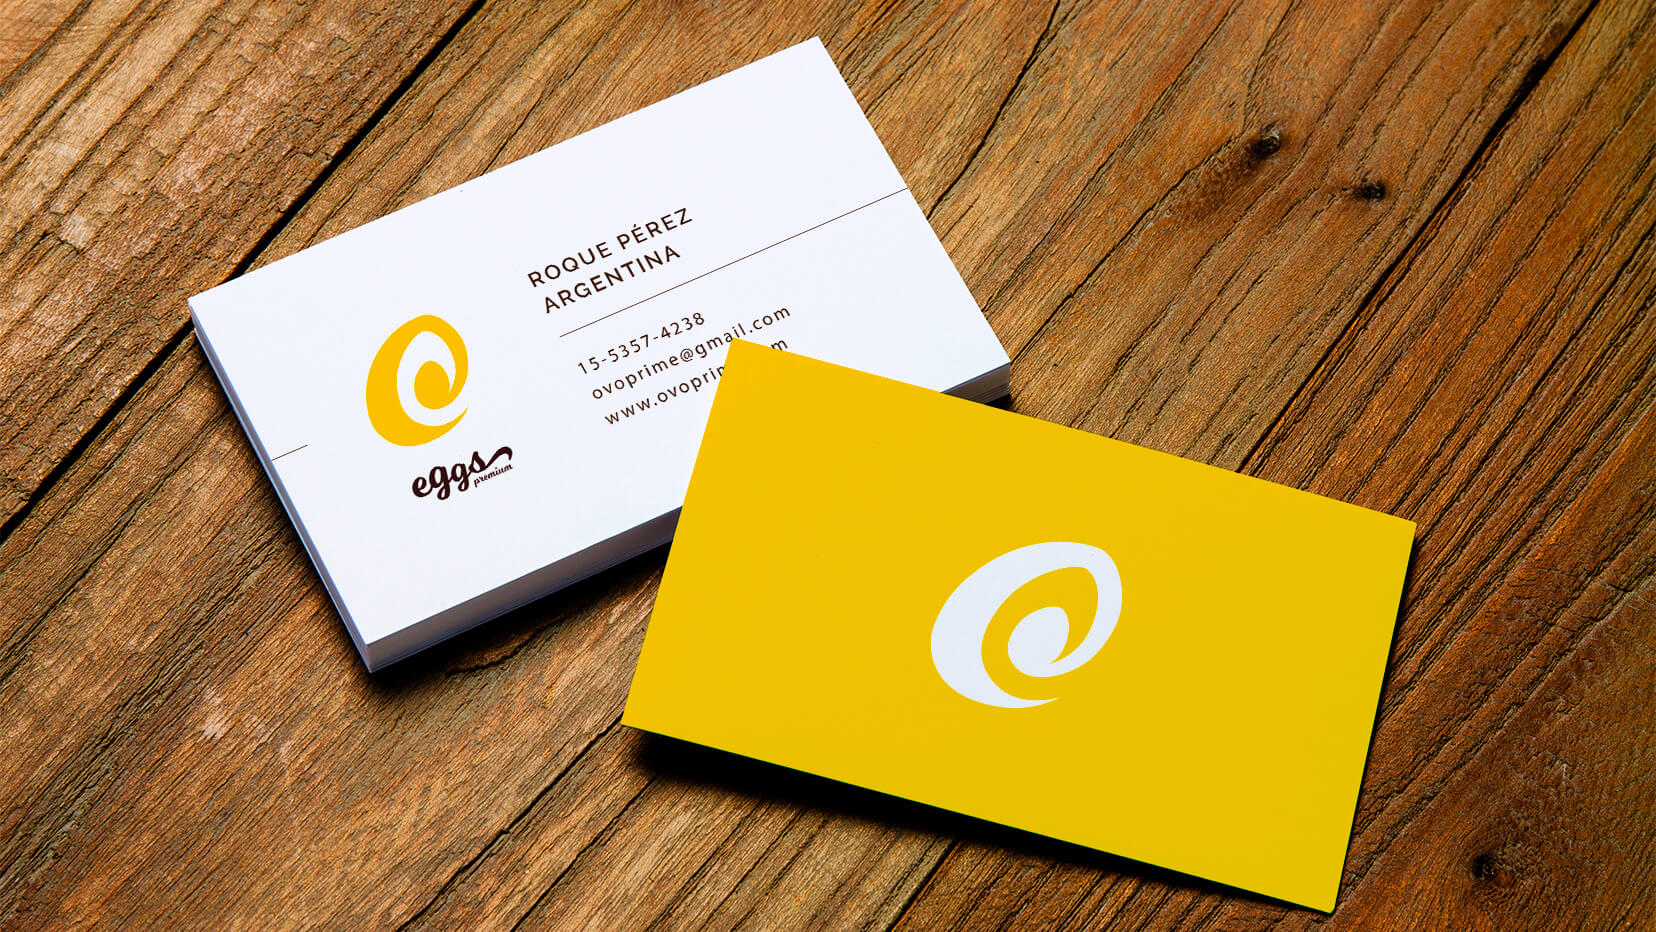 ROQUE PÉREZ
ARGENTINA
15-5357-4238
ovoprime@gmail.com
eggs
premium